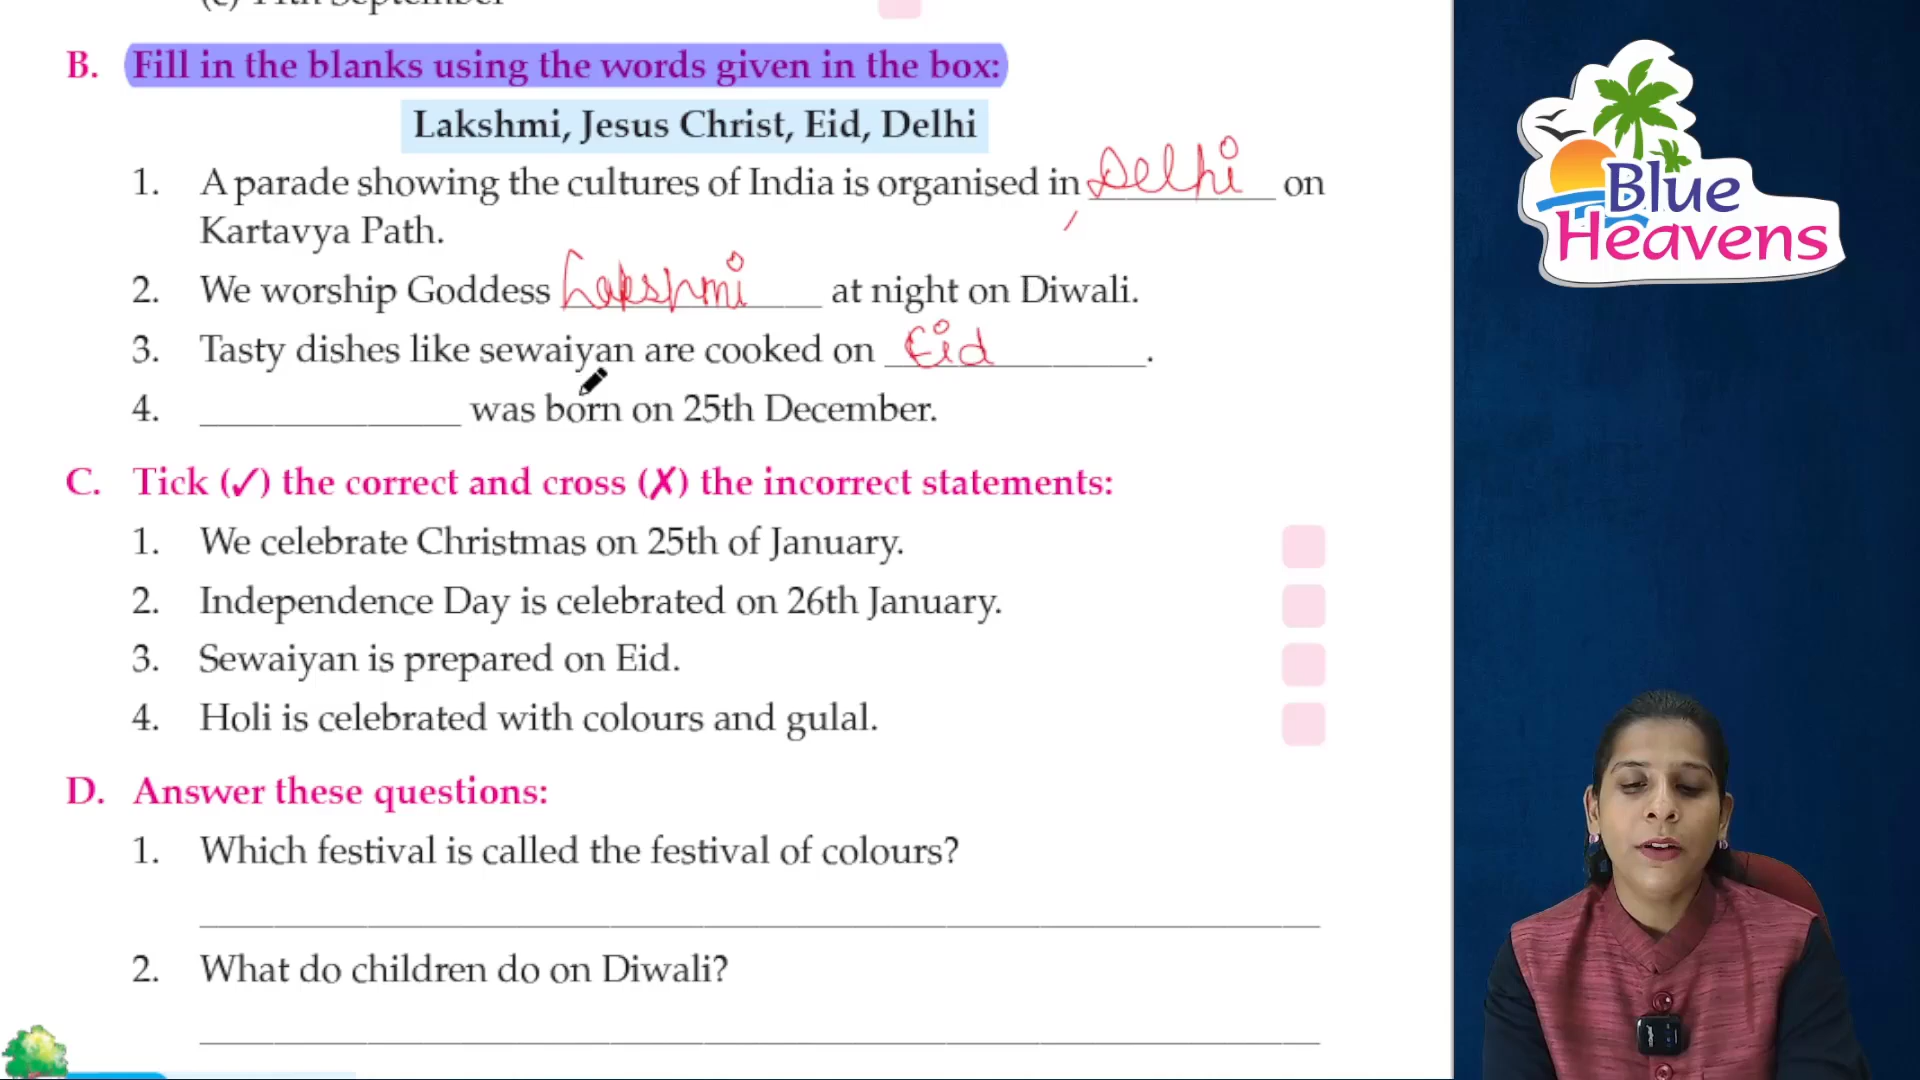 (c) 11th September
B. Fill in the blanks using the words given in the box:
Lakshmi, Jesus Christ, Eid, Delhi
1. A parade showing the cultures of India is organised in Delhi on
Kartavya Path.
2. We worship Goddess Lakshmi at night on Diwali.
3. Tasty dishes like sewaiyan are cooked on Eid.
4. ____________ was born on 25th December.
C. Tick (✓) the correct and cross (✗) the incorrect statements:
1. We celebrate Christmas on 25th of January.
2. Independence Day is celebrated on 26th January.
3. Sewaiyan is prepared on Eid.
4. Holi is celebrated with colours and gulal.
D. Answer these questions:
1. Which festival is called the festival of colours?
2. What do children do on Diwali?
Blue
Heavens